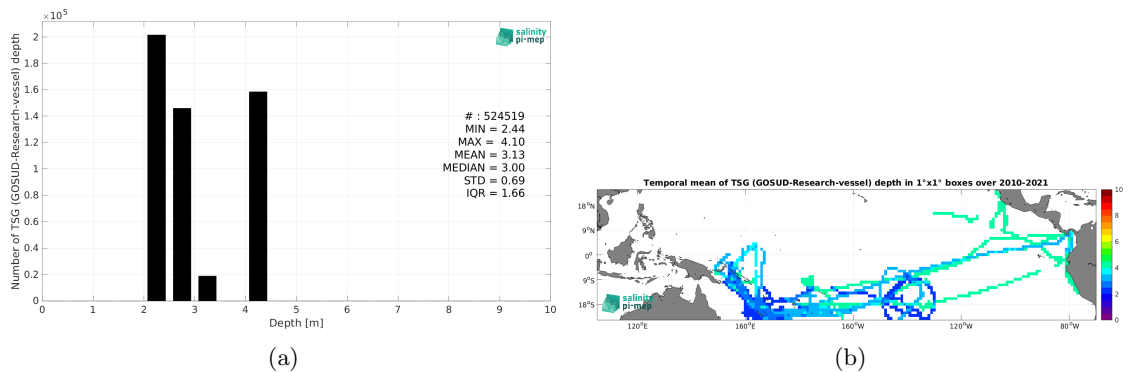 ×10⁵
2
1.8
1.6
1.4
1.2
1
0.8
0.6
0.4
0.2
0
Number of TSG (GOSUD-Research-vessel) depth
salinity
pi-mep
# : 524519
MIN = 2.44
MAX = 4.10
MEAN = 3.13
MEDIAN = 3.00
STD = 0.69
IQR = 1.66
0 1 2 3 4 5 6 7 8 9 10
Depth [m]
(a)
Temporal mean of TSG (GOSUD-Research-vessel) depth in 1°x1° boxes over 2010-2021
18°N
9°N
0°
9°S
18°S
salinity
pi-mep
120°E 160°E 160°W 120°W 80°W
10
8
6
4
2
0
(b)